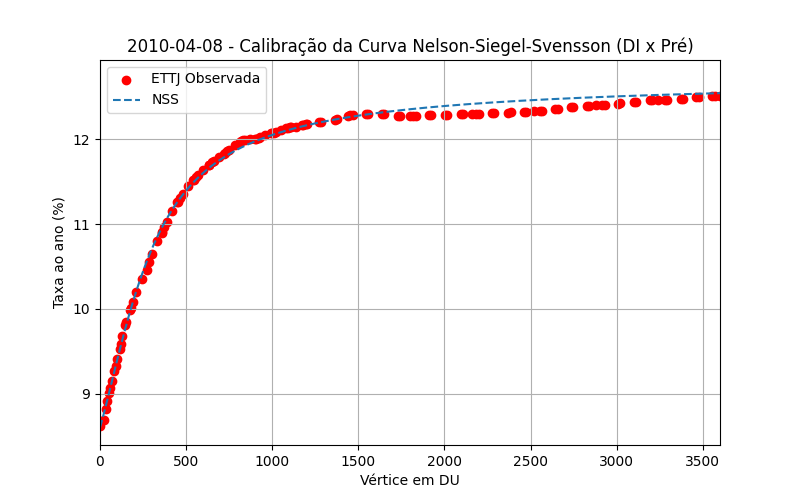 2010-04-08 - Calibração da Curva Nelson-Siegel-Svensson (DI x Pré)
ETTJ Observada
NSS
Taxa ao ano (%)
12
11
10
9
0 500 1000 1500 2000 2500 3000 3500
Vértice em DU